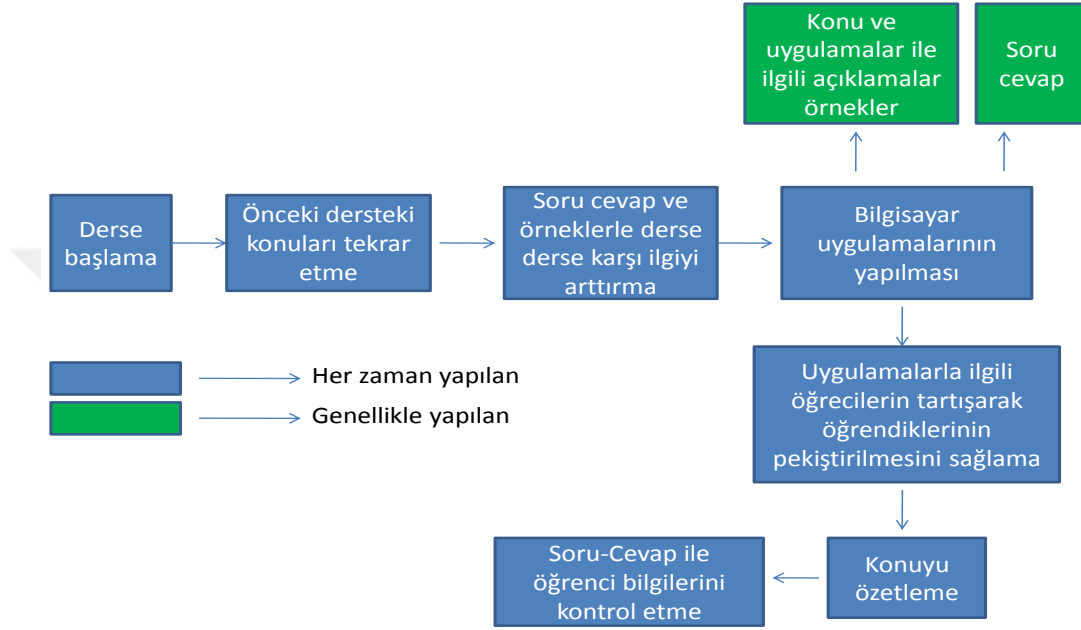 Konu ve
uygulamalar ile
ilgili açıklamalar
örnekler
Soru
cevap
Derse
başlama
Önceki dersteki
konuları tekrar
etme
Soru cevap ve
örneklerle derse
derse karşı ilgiyi
arttırma
Bilgisayar
uygulamalarının
yapılması
Her zaman yapılan
Genellikle yapılan
Uygulamalarla ilgili
öğrecilerin tartışarak
öğrendiklerinin
pekiştirilmesini sağlama
Soru-Cevap ile
öğrenci bilgilerini
kontrol etme
Konuyu
özetleme